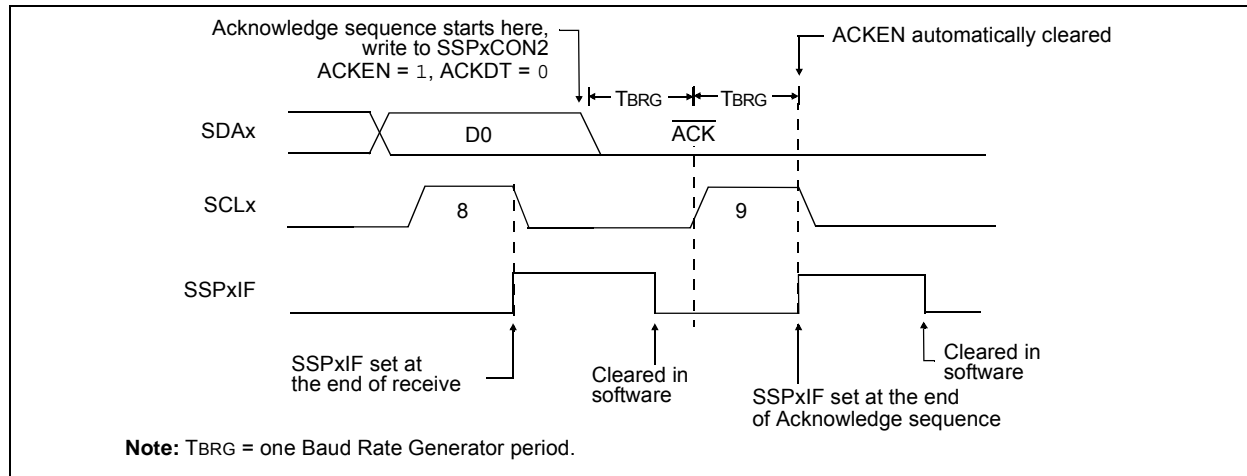 Acknowledge sequence starts here,
write to SSPxCON2
ACKEN = 1, ACKDT = 0
ACKEN automatically cleared
TBRG
TBRG
SDAx
D0
ACK
SCLx
8
9
SSPxIF
SSPxIF set at
the end of receive
Cleared in
software
SSPxIF set at the end
of Acknowledge sequence
Cleared in
software
Note: TBRG = one Baud Rate Generator period.